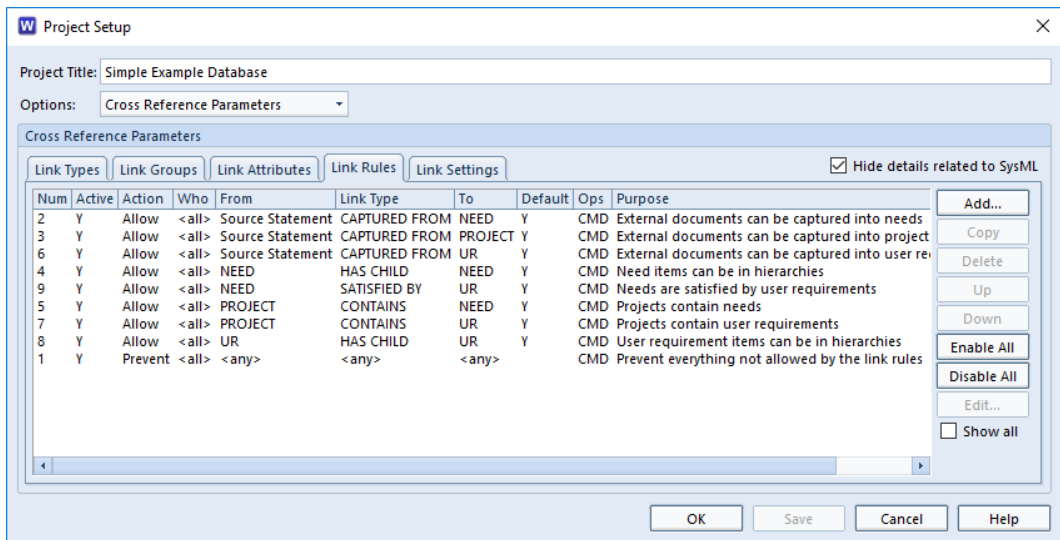 W Project Setup
Project Title: Simple Example Database
Options: Cross Reference Parameters
Cross Reference Parameters
Link Types Link Groups Link Attributes Link Rules Link Settings Hide details related to SysML
Num Active Action Who From Link Type To Default Ops Purpose
2 Y Allow <all> Source Statement CAPTURED FROM NEED Y CMD External documents can be captured into needs
3 Y Allow <all> Source Statement CAPTURED FROM PROJECT Y CMD External documents can be captured into project
6 Y Allow <all> Source Statement CAPTURED FROM UR Y CMD External documents can be captured into user re
4 Y Allow <all> NEED HAS CHILD NEED Y CMD Need items can be in hierarchies
9 Y Allow <all> NEED SATISFIED BY UR Y CMD Needs are satisfied by user requirements
5 Y Allow <all> PROJECT CONTAINS NEED Y CMD Projects contain needs
7 Y Allow <all> PROJECT CONTAINS UR Y CMD Projects contain user requirements
8 Y Allow <all> UR HAS CHILD UR Y CMD User requirement items can be in hierarchies
1 Y Prevent <all> <any> <any> <any> CMD Prevent everything not allowed by the link rules
Add...
Copy
Delete
Up
Down
Enable All
Disable All
Edit...
Show all
OK Save Cancel Help